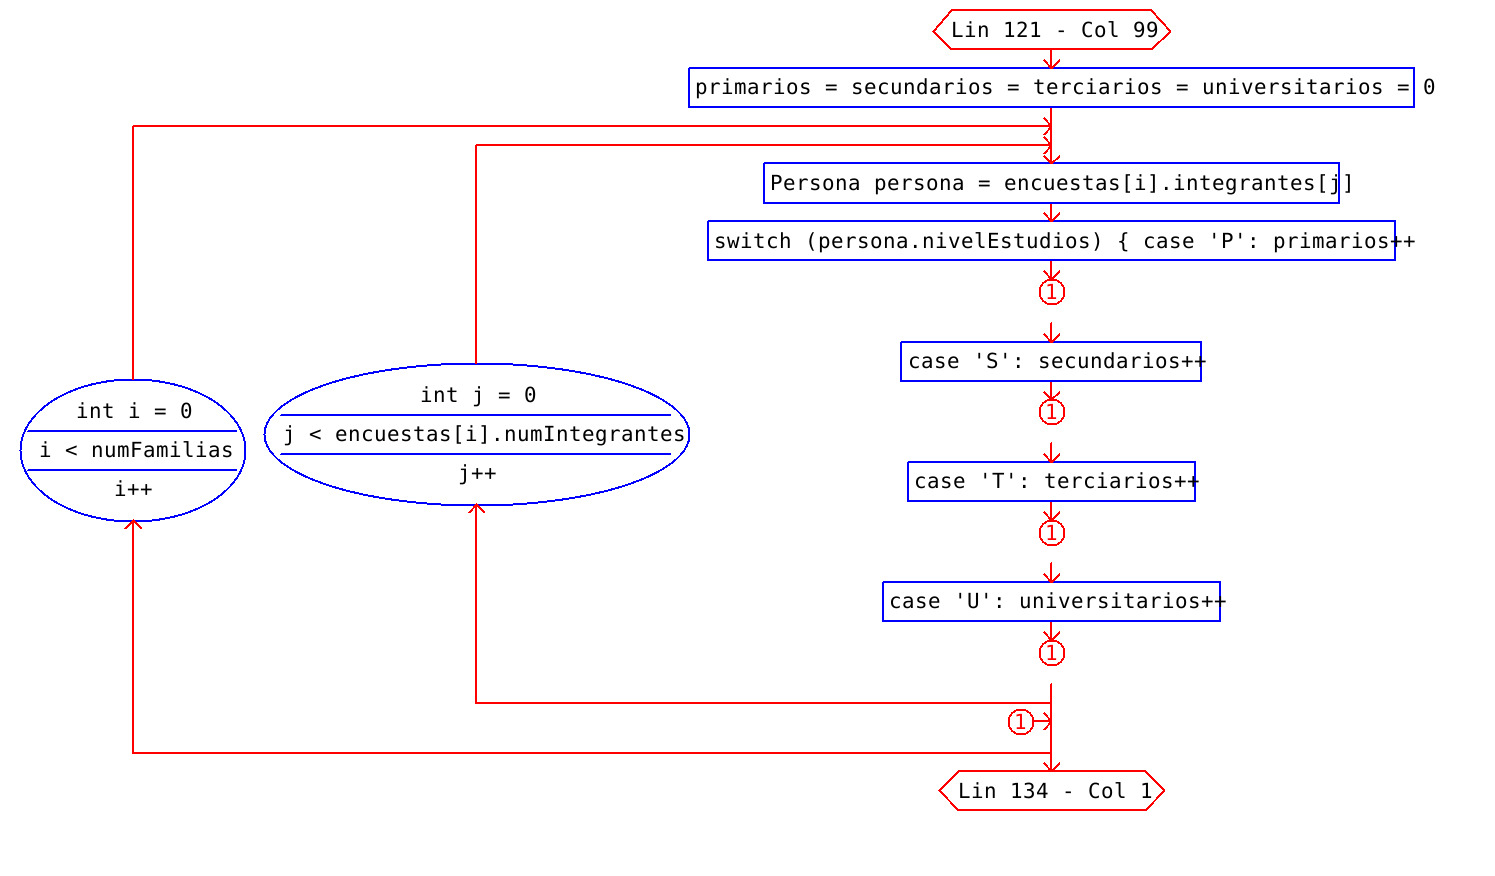 Lin 121 - Col 99
primarios = secundarios = terciarios = universitarios = 0
Persona persona = encuestas[i].integrantes[j]
switch (persona.nivelEstudios) { case 'P': primarios++
1
case 'S': secundarios++
int i = 0
i < numFamilias
i++
int j = 0
j < encuestas[i].numIntegrantes
j++
1
case 'T': terciarios++
1
case 'U': universitarios++
1
1
Lin 134 - Col 1